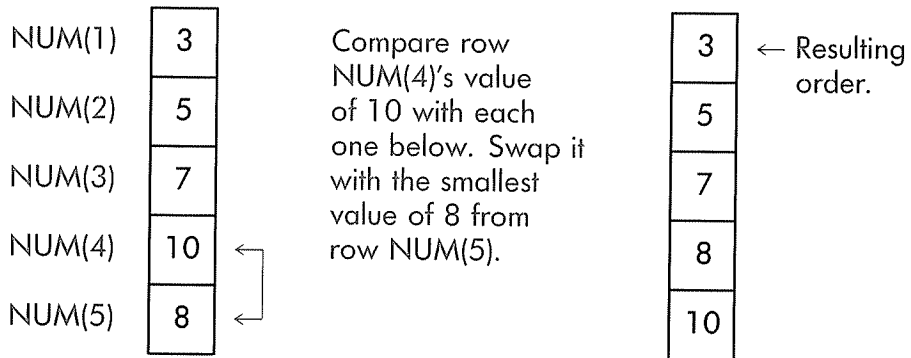 NUM(1) 3
NUM(2) 5
NUM(3) 7
NUM(4) 10
NUM(5) 8
Compare row
NUM(4)'s value
of 10 with each
one below. Swap it
with the smallest
value of 8 from
row NUM(5).
3 ← Resulting
order.
5
7
8
10